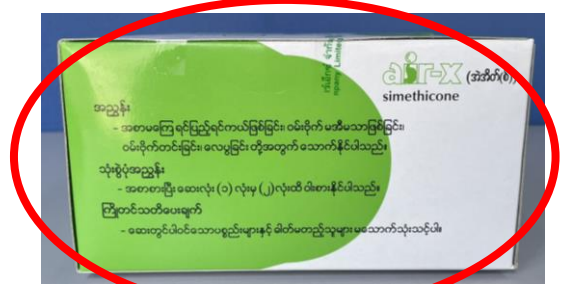 air-x (အဲအိတ်(စ်))
simethicone
အညွှန်း
- အစာမကြေ ရင်ပြည့်ရင်ကယ်ဖြစ်ခြင်း၊ ဝမ်းဗိုက် မအီမသာဖြစ်ခြင်း၊
ဝမ်းဗိုက်တင်းခြင်း၊ လေပွခြင်း တို့အတွက် သောက်နိုင်ပါသည်။
သုံးစွဲပုံအညွှန်း
- အစာစားပြီး ဆေးလုံး (၁) လုံးမှ (၂) လုံးထိ ဝါးစားနိုင်ပါသည်။
ကြိုတင်သတိပေးချက်
- ဆေးတွင်ပါဝင်သောပစ္စည်းများနှင့် ဓါတ်မတည့်သူများ မသောက်သုံးသင့်ပါ။